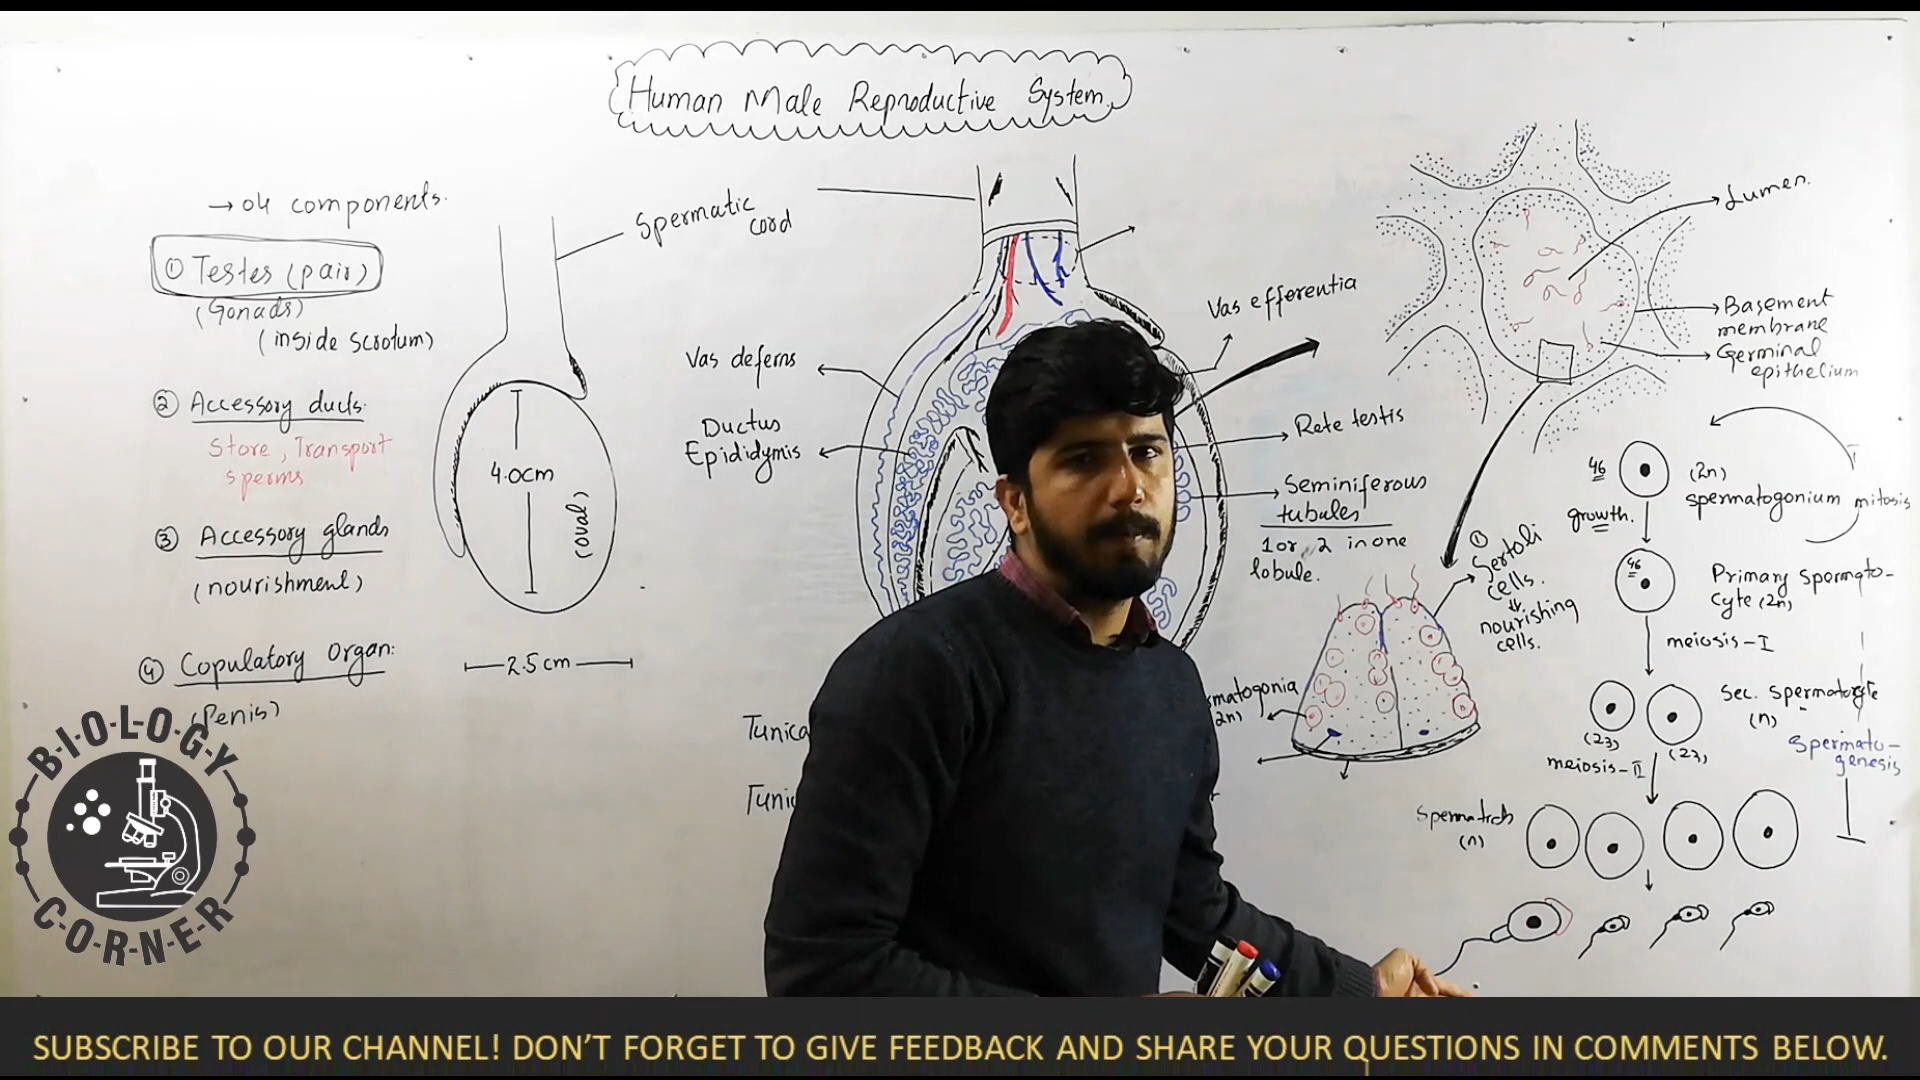 Human Male Reproductive System
→ 04 components.
① Testes (pair)
(Gonads)
(inside scrotum)
② Accessory ducts.
Store, Transport
sperms
③ Accessory glands
(nourishment)
④ Copulatory Organ:
(Penis)
Spermatic
cord
4.0cm
(oval)
2.5cm
Vas deferns
Ductus
Epididymis
Tunica
Vas efferentia
Rete testis
Seminiferous
tubules
1 or 2 in one
lobule.
Lumen.
Basement
membrane
Germinal
epithelium
① Sertoli
cells.
nourishing
cells.
matogonia
2n)
46
(2n)
spermatogonium
mitosis
I
growth.
46
Primary Spermato-
cyte (2n)
meiosis-I
Sec. Spermatocyte
(n)
(23)
(23)
meiosis-II
Spermato-
genesis
Spermatids
(n)
BIOLOGY
CORNER
SUBSCRIBE TO OUR CHANNEL! DON'T FORGET TO GIVE FEEDBACK AND SHARE YOUR QUESTIONS IN COMMENTS BELOW.